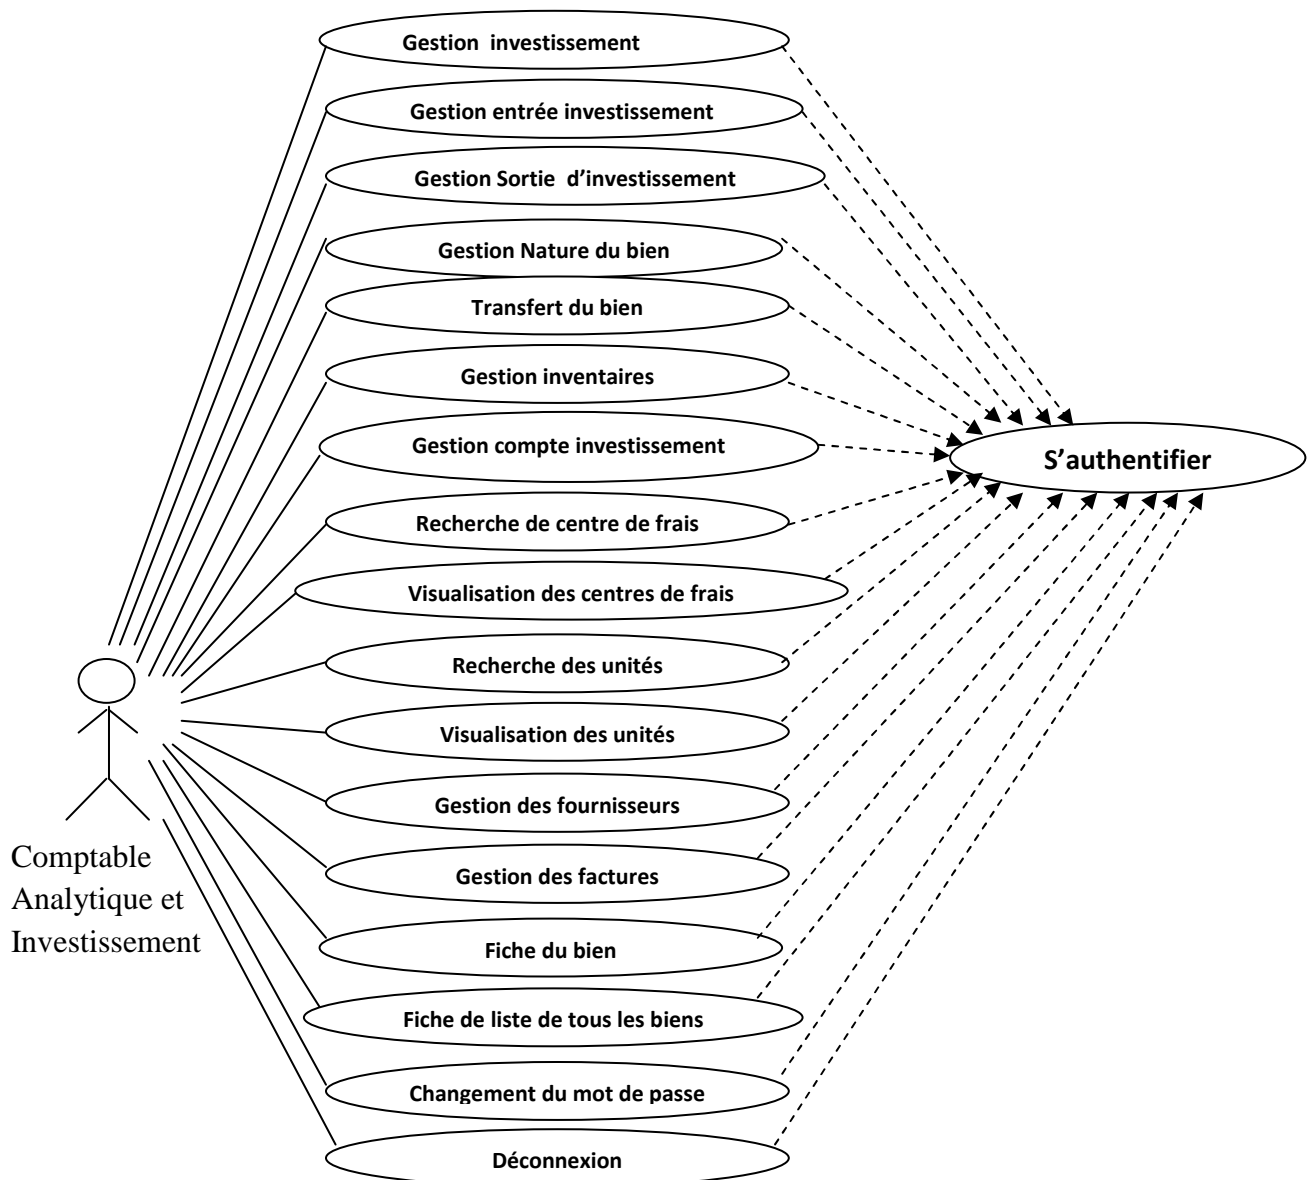 Gestion investissement
Gestion entrée investissement
Gestion Sortie d’investissement
Gestion Nature du bien
Transfert du bien
Gestion inventaires
Gestion compte investissement
S’authentifier
Recherche de centre de frais
Visualisation des centres de frais
Recherche des unités
Visualisation des unités
Gestion des fournisseurs
Gestion des factures
Comptable
Analytique et
Investissement
Fiche du bien
Fiche de liste de tous les biens
Changement du mot de passe
Déconnexion